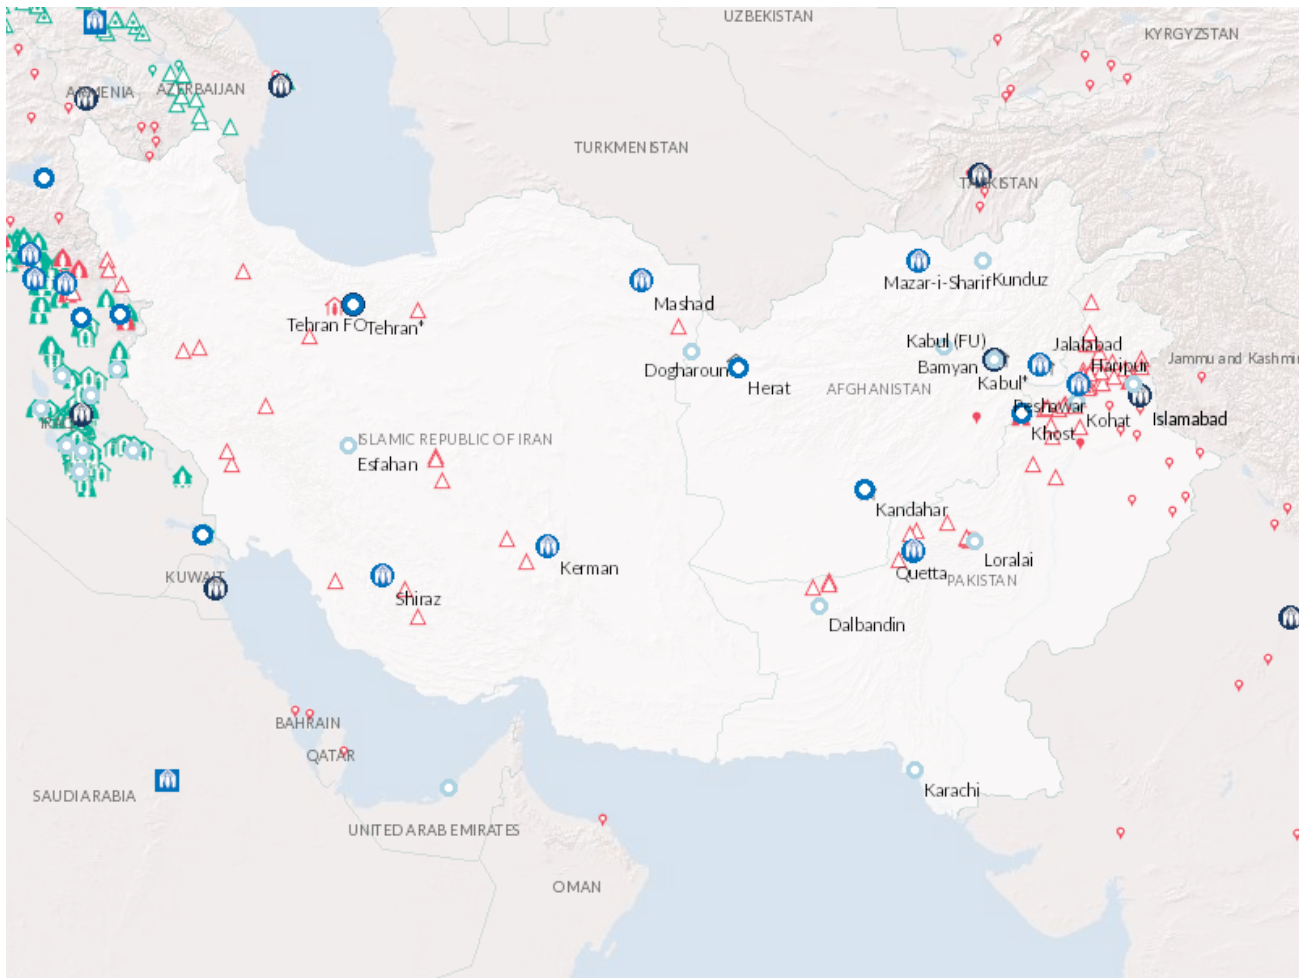 UZBEKISTAN
KYRGYZSTAN
ARMENIA
AZERBAIJAN
TURKMENISTAN
TAJIKISTAN
Mashad
Mazar-i-Sharif
Kunduz
Tehran FO
Tehran*
Kabul (FU)
Jalalabad
Dogharoun
Bamyan
Haripur
Jammu and Kashmir
Herat
AFGHANISTAN
Kabul*
Peshawar
IRAQ
Kohat
Islamabad
Khost
ISLAMIC REPUBLIC OF IRAN
Esfahan
Kandahar
Loralai
Kerman
Quetta
PAKISTAN
KUWAIT
Shiraz
Dalbandin
BAHRAIN
QATAR
SAUDI ARABIA
Karachi
UNITED ARAB EMIRATES
OMAN